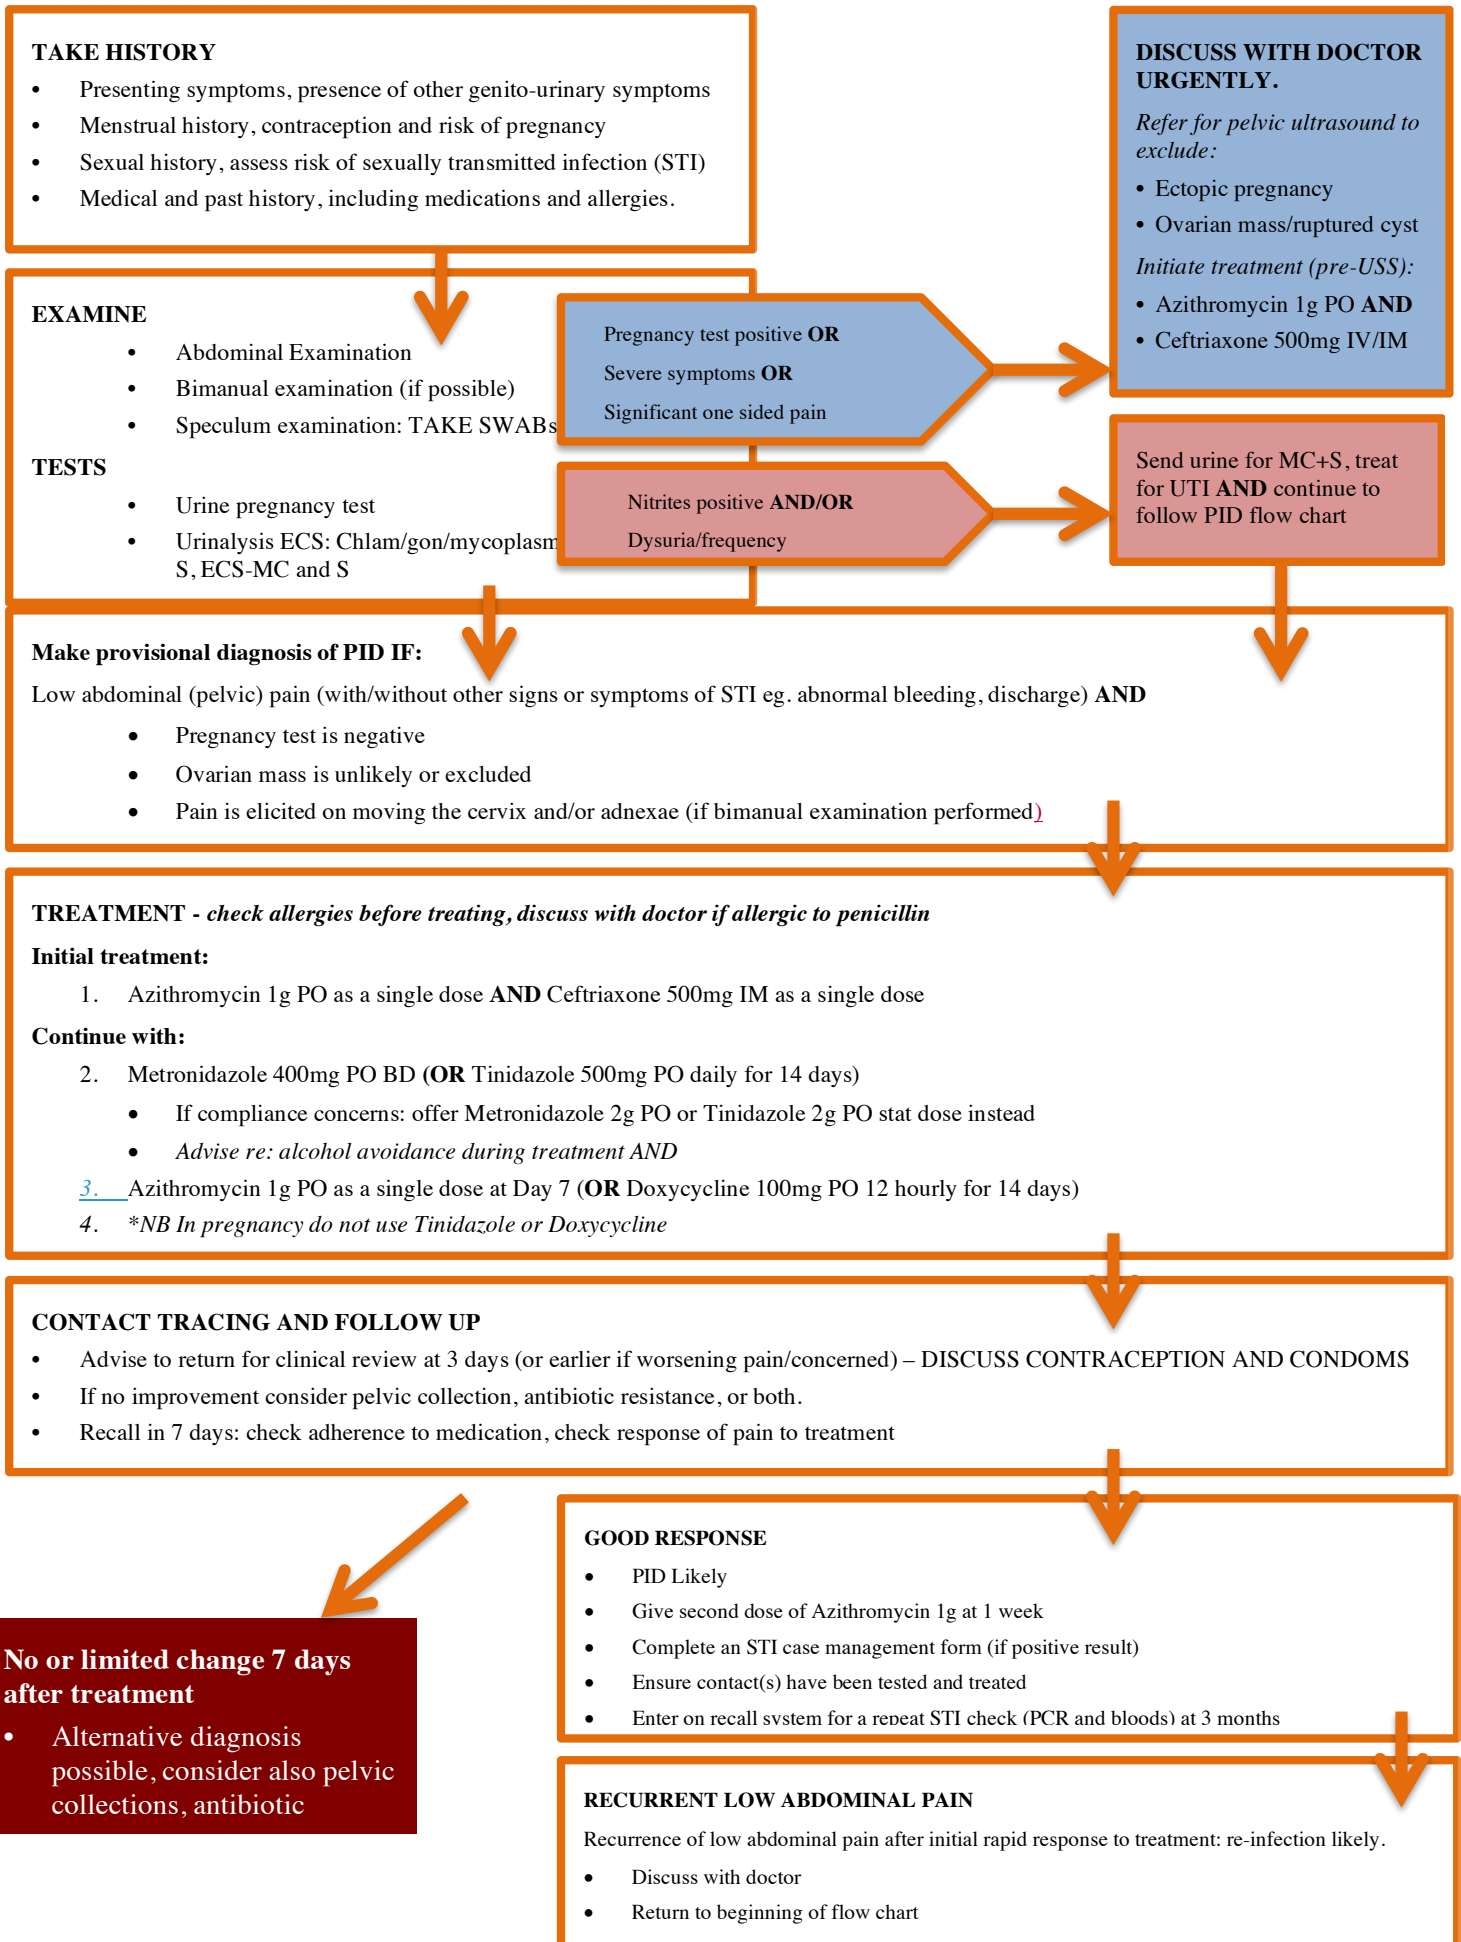 TAKE HISTORY
• Presenting symptoms, presence of other genito-urinary symptoms
• Menstrual history, contraception and risk of pregnancy
• Sexual history, assess risk of sexually transmitted infection (STI)
• Medical and past history, including medications and allergies.
DISCUSS WITH DOCTOR
URGENTLY.
Refer for pelvic ultrasound to
exclude:
• Ectopic pregnancy
• Ovarian mass/ruptured cyst
Initiate treatment (pre-USS):
• Azithromycin 1g PO AND
• Ceftriaxone 500mg IV/IM
EXAMINE
• Abdominal Examination
• Bimanual examination (if possible)
• Speculum examination: TAKE SWABs
TESTS
• Urine pregnancy test
• Urinalysis ECS: Chlam/gon/mycoplasm
S, ECS-MC and S
Pregnancy test positive OR
Severe symptoms OR
Significant one sided pain
Nitrites positive AND/OR
Dysuria/frequency
Send urine for MC+S, treat
for UTI AND continue to
follow PID flow chart
Make provisional diagnosis of PID IF:
Low abdominal (pelvic) pain (with/without other signs or symptoms of STI eg. abnormal bleeding, discharge) AND
• Pregnancy test is negative
• Ovarian mass is unlikely or excluded
• Pain is elicited on moving the cervix and/or adnexae (if bimanual examination performed)
TREATMENT - check allergies before treating, discuss with doctor if allergic to penicillin
Initial treatment:
1. Azithromycin 1g PO as a single dose AND Ceftriaxone 500mg IM as a single dose
Continue with:
2. Metronidazole 400mg PO BD (OR Tinidazole 500mg PO daily for 14 days)
• If compliance concerns: offer Metronidazole 2g PO or Tinidazole 2g PO stat dose instead
• Advise re: alcohol avoidance during treatment AND
3. Azithromycin 1g PO as a single dose at Day 7 (OR Doxycycline 100mg PO 12 hourly for 14 days)
4. *NB In pregnancy do not use Tinidazole or Doxycycline
CONTACT TRACING AND FOLLOW UP
• Advise to return for clinical review at 3 days (or earlier if worsening pain/concerned) – DISCUSS CONTRACEPTION AND CONDOMS
• If no improvement consider pelvic collection, antibiotic resistance, or both.
• Recall in 7 days: check adherence to medication, check response of pain to treatment
No or limited change 7 days
after treatment
• Alternative diagnosis
possible, consider also pelvic
collections, antibiotic
GOOD RESPONSE
• PID Likely
• Give second dose of Azithromycin 1g at 1 week
• Complete an STI case management form (if positive result)
• Ensure contact(s) have been tested and treated
• Enter on recall system for a repeat STI check (PCR and bloods) at 3 months
RECURRENT LOW ABDOMINAL PAIN
Recurrence of low abdominal pain after initial rapid response to treatment: re-infection likely.
• Discuss with doctor
• Return to beginning of flow chart